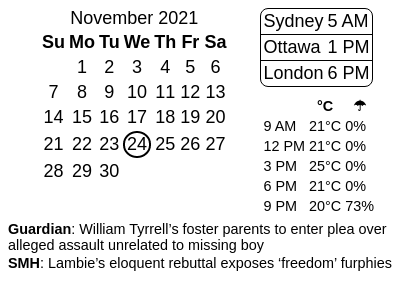 November 2021
Su Mo Tu We Th Fr Sa
1 2 3 4 5 6
7 8 9 10 11 12 13
14 15 16 17 18 19 20
21 22 23 24 25 26 27
28 29 30
Sydney 5 AM
Ottawa 1 PM
London 6 PM
°C ☂
9 AM 21°C 0%
12 PM 21°C 0%
3 PM 25°C 0%
6 PM 21°C 0%
9 PM 20°C 73%
Guardian: William Tyrrell’s foster parents to enter plea over
alleged assault unrelated to missing boy
SMH: Lambie’s eloquent rebuttal exposes ‘freedom’ furphies